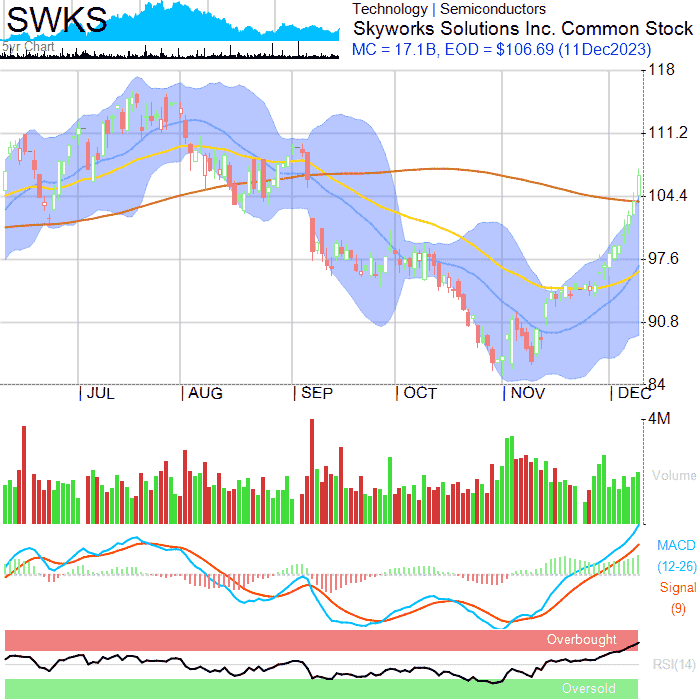 SWKS
Technology | Semiconductors
Skyworks Solutions Inc. Common Stock
MC = 17.1B, EOD = $106.69 (11Dec2023)
5yr Chart
118
111.2
104.4
97.6
90.8
84
JUL AUG SEP OCT NOV DEC
4M
Volume
MACD
(12-26)
Signal
(9)
Overbought
RSI(14)
Oversold